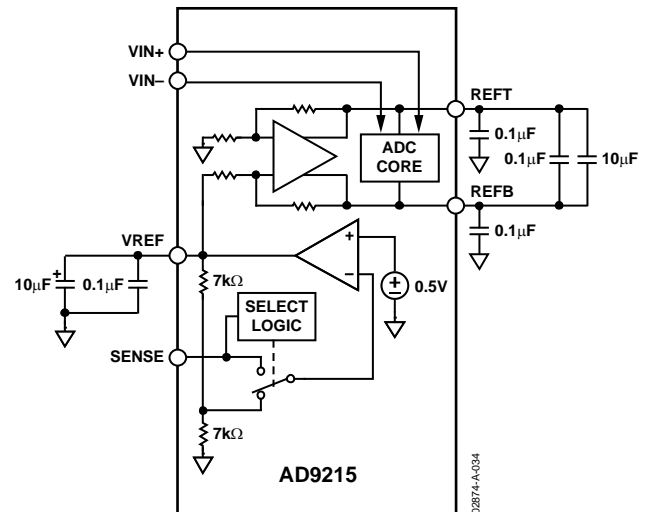 VIN+
VIN–
REFT
0.1μF
ADC
CORE
0.1μF
10μF
REFB
0.1μF
VREF
10μF
+
0.1μF
7kΩ
+
–
0.5V
SELECT
LOGIC
SENSE
7kΩ
AD9215
02874-A-034